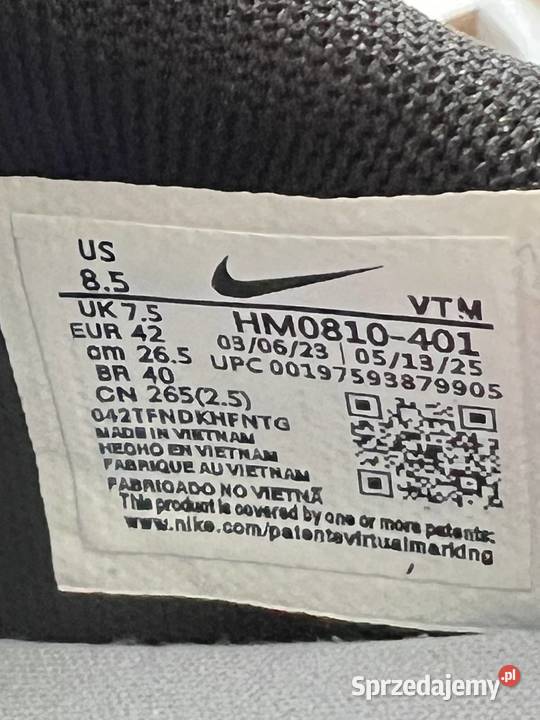 US
8.5
VTM
UK 7.5
HM0810-401
EUR 42
03/06/23 | 05/13/25
cm 26.5
UPC 00197593879905
BR 40
CN 265(2.5)
042TFNDKHFNTG
MADE IN VIETNAM
HECHO EN VIETNAM
FABRIQUE AU VIETNAM
FABRICADO NO VIETNÃ
This product is covered by one or more patents:
www.nike.com/patentsvirtualmarking
Sprzedajemy.pl